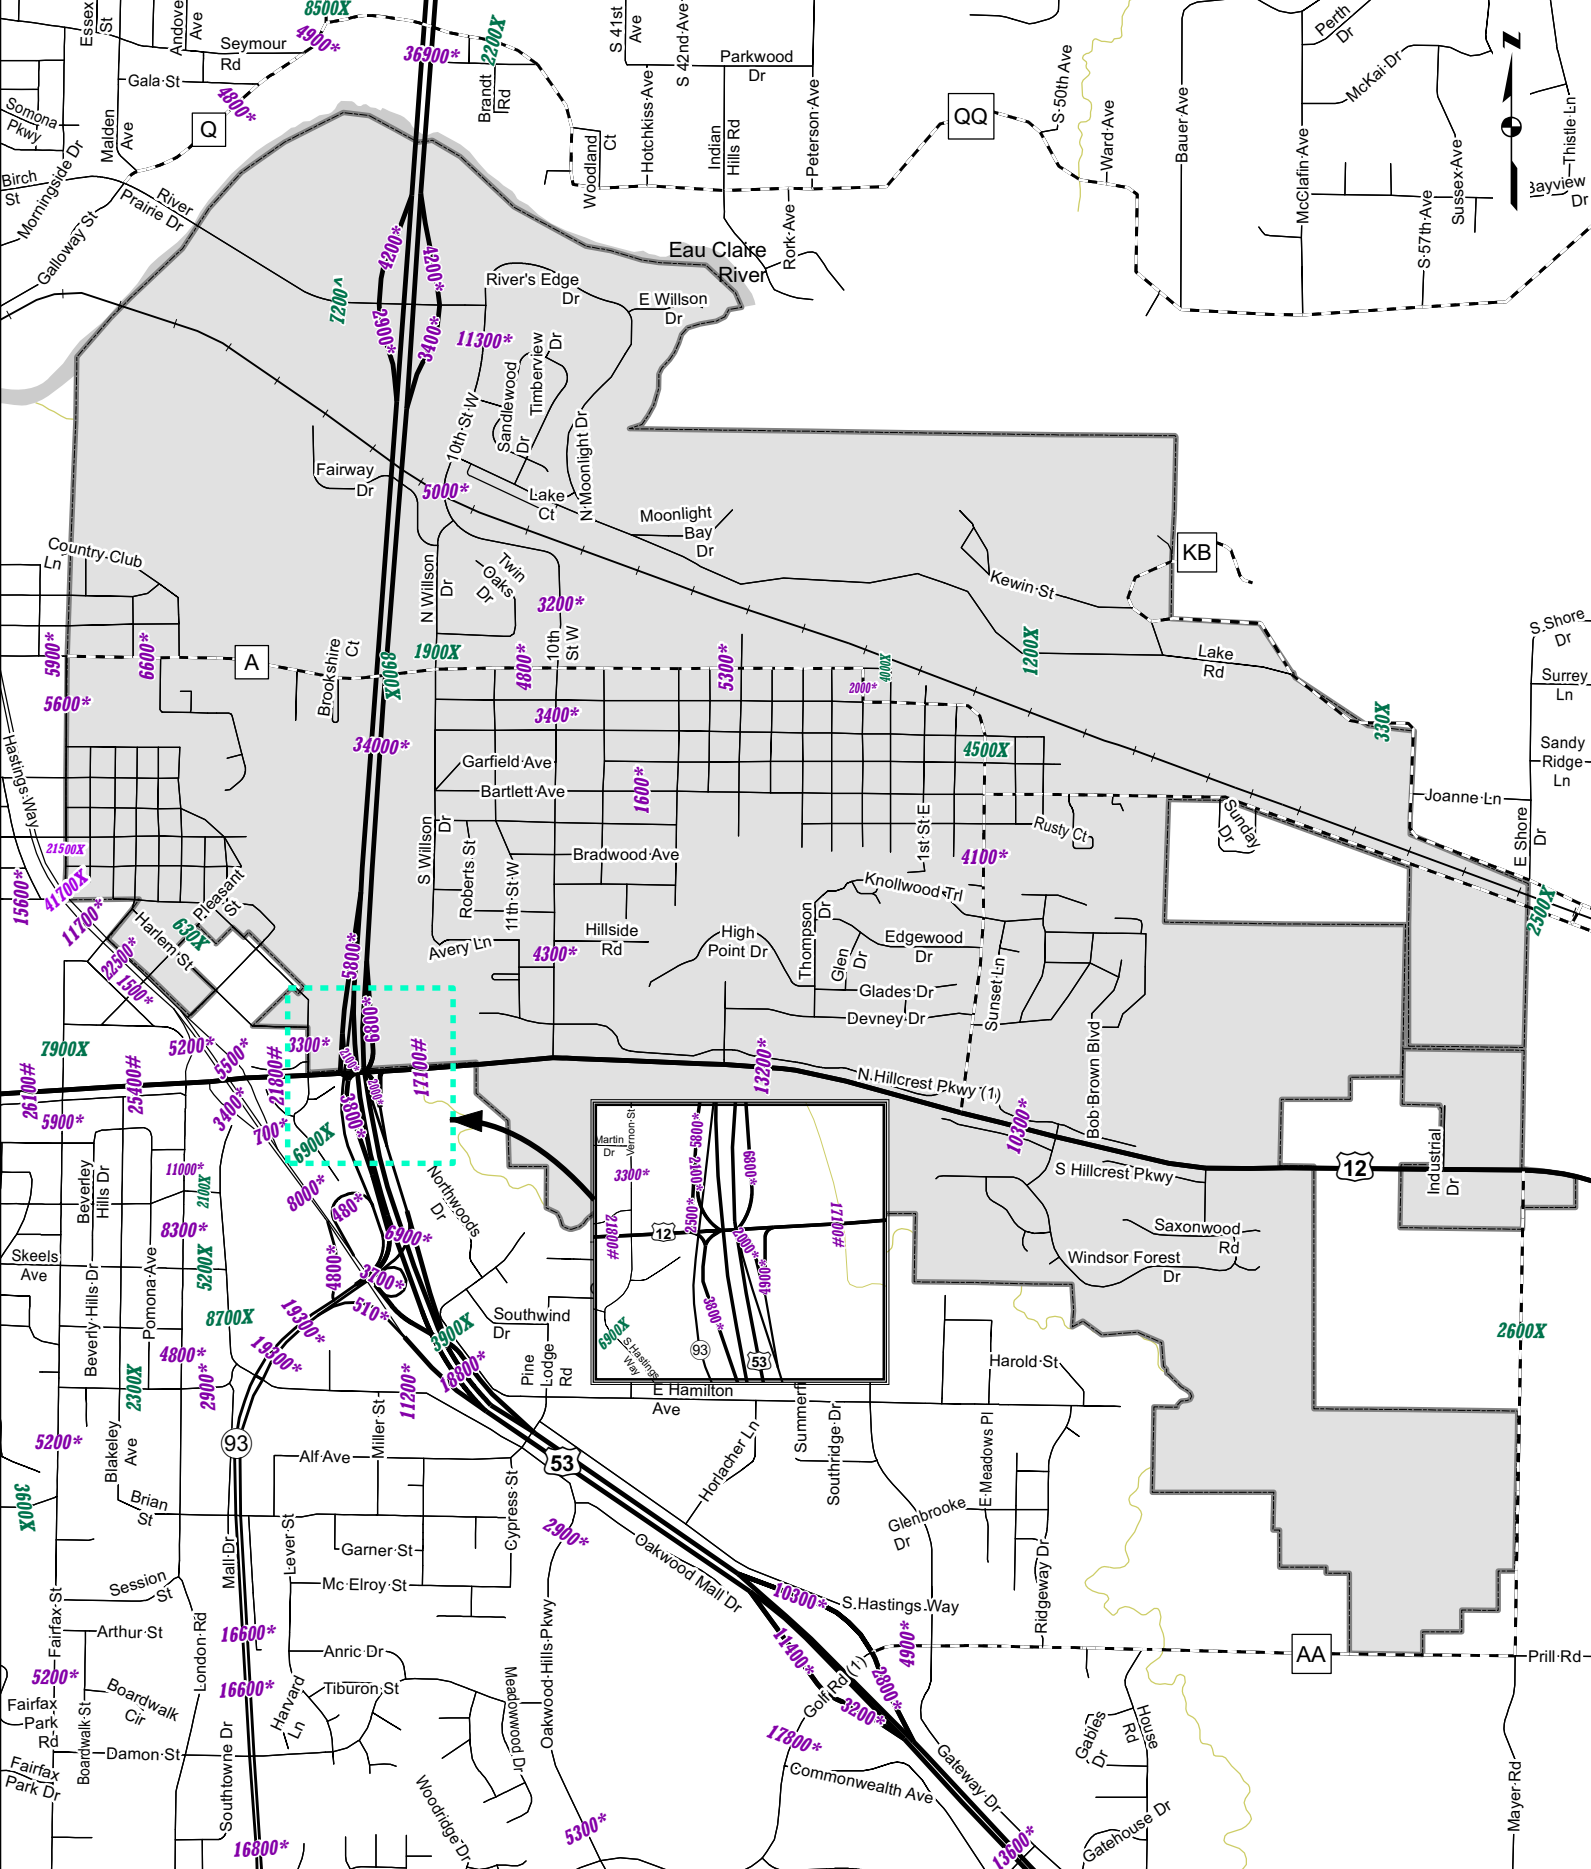 8500X
Essex
St
Andove
Ave
4900*
Seymour
Rd
36900*
2200X
S 41st
Ave
S 42nd Ave
Parkwood
Dr
S 50th Ave
Perth
Dr
McKai Dr
Z
Gala St
4800*
Brandt
Rd
Hotchkiss Ave
Peterson Ave
QQ
Ward Ave
Bauer Ave
Thistle Ln
Somona
Pkwy
Malden
Ave
Q
Woodland
Ct
Indian
Hills Rd
McClafin Ave
Sussex Ave
Birch
St
Morningside Dr
River
Prairie Dr
Bayview
Dr
Galloway St
4200*
4200*
Eau Claire
River
Rork Ave
S 57th Ave
7200^
2900*
3400*
River's Edge
Dr
E Willson
Dr
11300*
Timberview
Dr
Sandlewood
Dr
10th St W
N Moonlight Dr
Fairway
Dr
5000*
Lake
Ct
Moonlight
Bay
Dr
Country Club
Ln
N Willson
Dr
Twin
Oaks
Dr
KB
Kewin St
3200*
5900*
6600*
A
Brookshire
Ct
8900X
1900X
4800*
10th
St W
5300*
2000*
4000X
1200X
Lake
Rd
S Shore
Dr
Surrey
Ln
5600*
3400*
330X
34000*
4500X
Sandy
Ridge
Ln
Hastings Way
Garfield Ave
Bartlett Ave
1600*
Joanne Ln
S Willson
Dr
1st St E
Rusty Ct
Sunday
Dr
E Shore
Dr
21500X
Roberts St
Bradwood Ave
4100*
15600*
41700X
Pleasant
St
11th St W
Knollwood Trl
11700*
Harlem St
630X
Thompson
Dr
2500X
22500*
5800*
Avery Ln
4300*
Hillside
Rd
High
Point Dr
Glen
Dr
Edgewood
Dr
1500*
6800*
Glades Dr
Sunset Ln
Devney Dr
7900X
5200*
5500*
21800#
3300*
2100*
2000*
17100#
13200*
N Hillcrest Pkwy (1)
10300*
Bob Brown Blvd
26100#
25400#
5900*
3400*
700*
3800*
6900X
S Hillcrest Pkwy
12
Industrial
Dr
Martin
Dr
Vernon St
5800*
2100*
6800*
3300*
2500*
21800#
12
2000*
17100#
4900*
3800*
6900X
S Hastings
Way
93
53
Beverley
Hills Dr
11000*
2100X
8000*
480*
Northwoods
Dr
8300*
6900*
Saxonwood
Rd
Skeels
Ave
5200X
4800*
3700*
Windsor Forest
Dr
Beverly Hills Dr
Pomona Ave
8700X
19300*
510*
3900X
Southwind
Dr
2600X
4800*
19300*
18800*
Pine
Lodge
Rd
Harold St
2300X
2900*
11200*
E Hamilton
Ave
Summerfi
Southridge Dr
5200*
Blakeley
Ave
93
Miller St
Alf Ave
53
Horlacher Ln
E Meadows Pl
3600X
Brian
St
Cypress St
Glenbrooke
Dr
Mall Dr
Lever St
Garner St
2900*
Oakwood Mall Dr
Ridgeway Dr
Session
St
Mc Elroy St
10300*
S Hastings Way
Fairfax St
Arthur St
London Rd
16600*
Anric Dr
Oakwood Hills Pkwy
11400*
4900*
AA
Prill Rd
5200*
Boardwalk
Cir
16600*
Harvard
Ln
Tiburon St
Meadowwood Dr
Golf Rd (1)
2800*
3200*
Fairfax
Park
Rd
Boardwalk St
17800*
Gables
Dr
House
Rd
Damon St
Southtowne Dr
Gateway Dr
Fairfax
Park Dr
Commonwealth Ave
Mayer Rd
Woodridge Dr
5300*
Gatehouse Dr
16800*
13600*